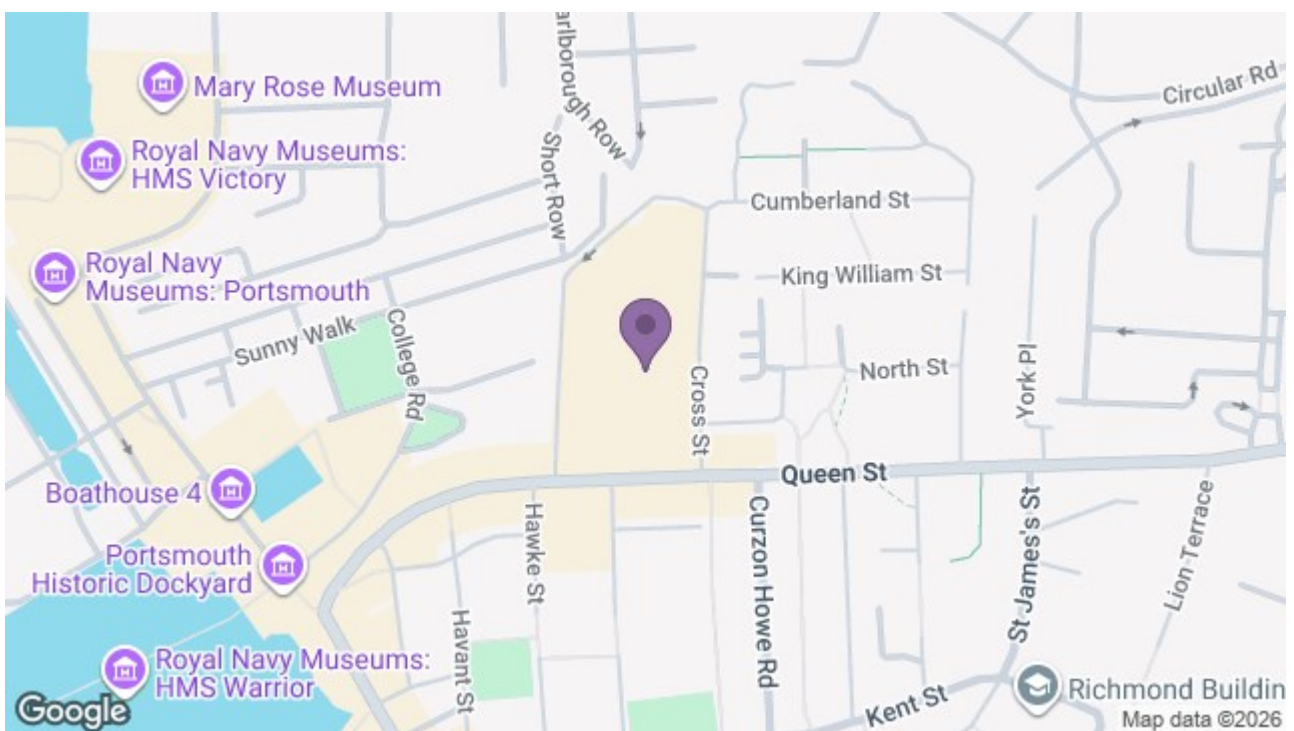 arlborough Row
Circular Rd
Mary Rose Museum
Royal Navy Museums:
HMS Victory
Short Row
Cumberland St
Royal Navy
Museums: Portsmouth
King William St
Sunny Walk
College Rd
Cross St
North St
York Pl
Queen St
Boathouse 4
Hawke St
Curzon Howe Rd
St James's St
Lion Terrace
Portsmouth
Historic Dockyard
Havant St
Royal Navy Museums:
HMS Warrior
Kent St
Richmond Buildin
Google
Map data ©2026